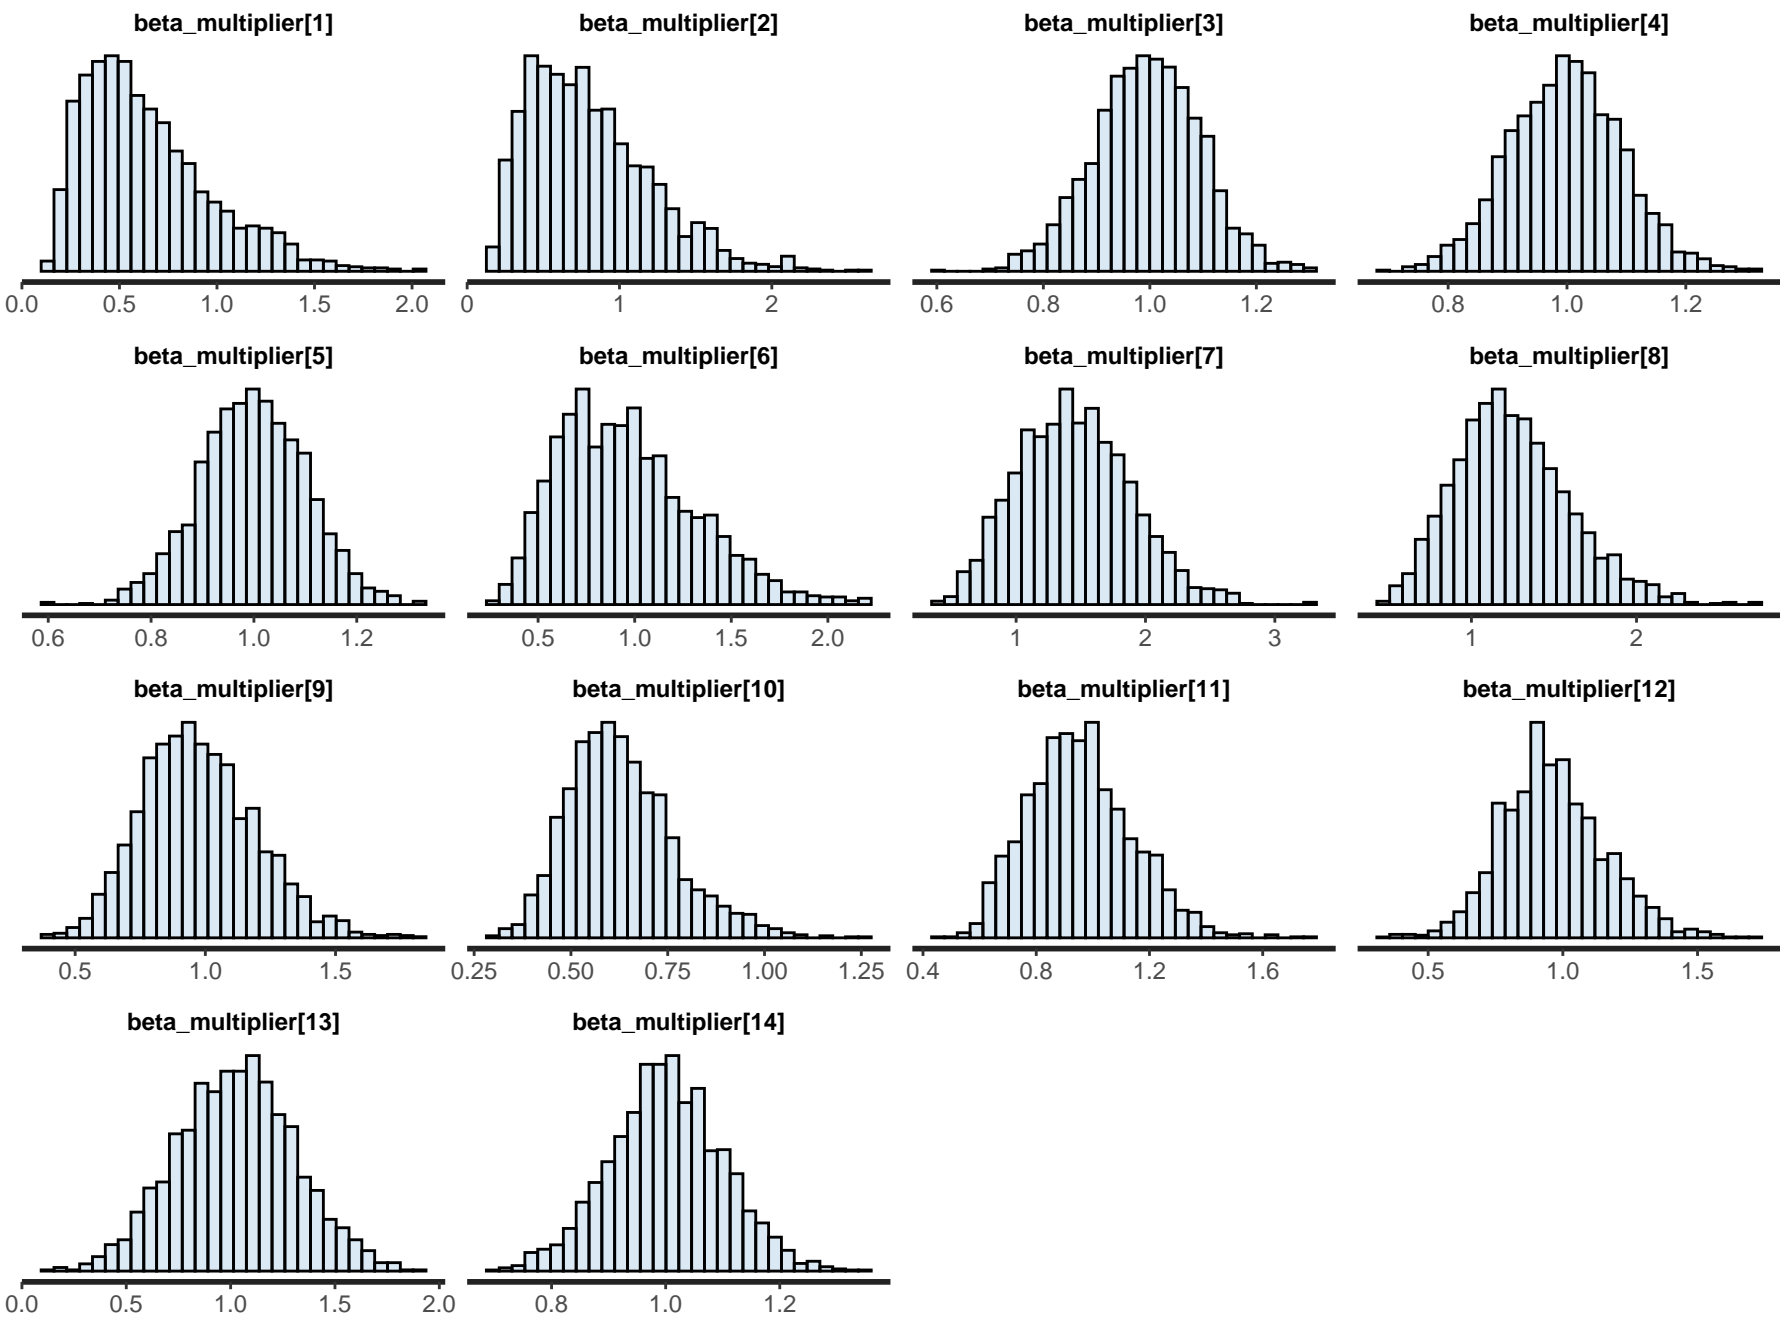 beta_multiplier[1] beta_multiplier[2] beta_multiplier[3] beta_multiplier[4]
0.0 0.5 1.0 1.5 2.0 0 1 2 0.6 0.8 1.0 1.2 0.8 1.0 1.2
beta_multiplier[5] beta_multiplier[6] beta_multiplier[7] beta_multiplier[8]
0.6 0.8 1.0 1.2 0.5 1.0 1.5 2.0 1 2 3 1 2
beta_multiplier[9] beta_multiplier[10] beta_multiplier[11] beta_multiplier[12]
0.5 1.0 1.5 0.25 0.50 0.75 1.00 1.25 0.4 0.8 1.2 1.6 0.5 1.0 1.5
beta_multiplier[13] beta_multiplier[14]
0.0 0.5 1.0 1.5 2.0 0.8 1.0 1.2